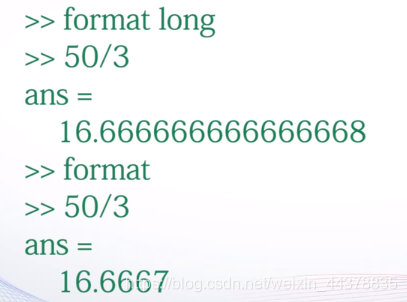 >> format long
>> 50/3
ans =
16.666666666666668
>> format
>> 50/3
ans =
16.6667
https://blog.csdn.net/weixin_44378835